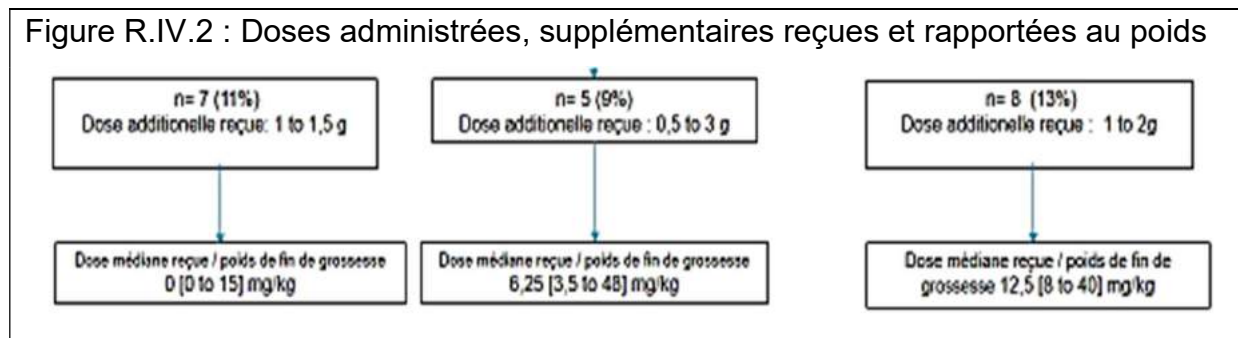 Figure R.IV.2 : Doses administrées, supplémentaires reçues et rapportées au poids
n= 7 (11%)
Dose additionelle reçue: 1 to 1,5 g
n= 5 (9%)
Dose additionelle reçue : 0,5 to 3 g
n= 8 (13%)
Dose additionelle reçue : 1 to 2g
Dose médiane reçue / poids de fin de grossesse
0 [0 to 15] mg/kg
Dose médiane reçue / poids de fin de grossesse
6,25 [3,5 to 48] mg/kg
Dose médiane reçue / poids de fin de
grossesse 12,5 [8 to 40] mg/kg